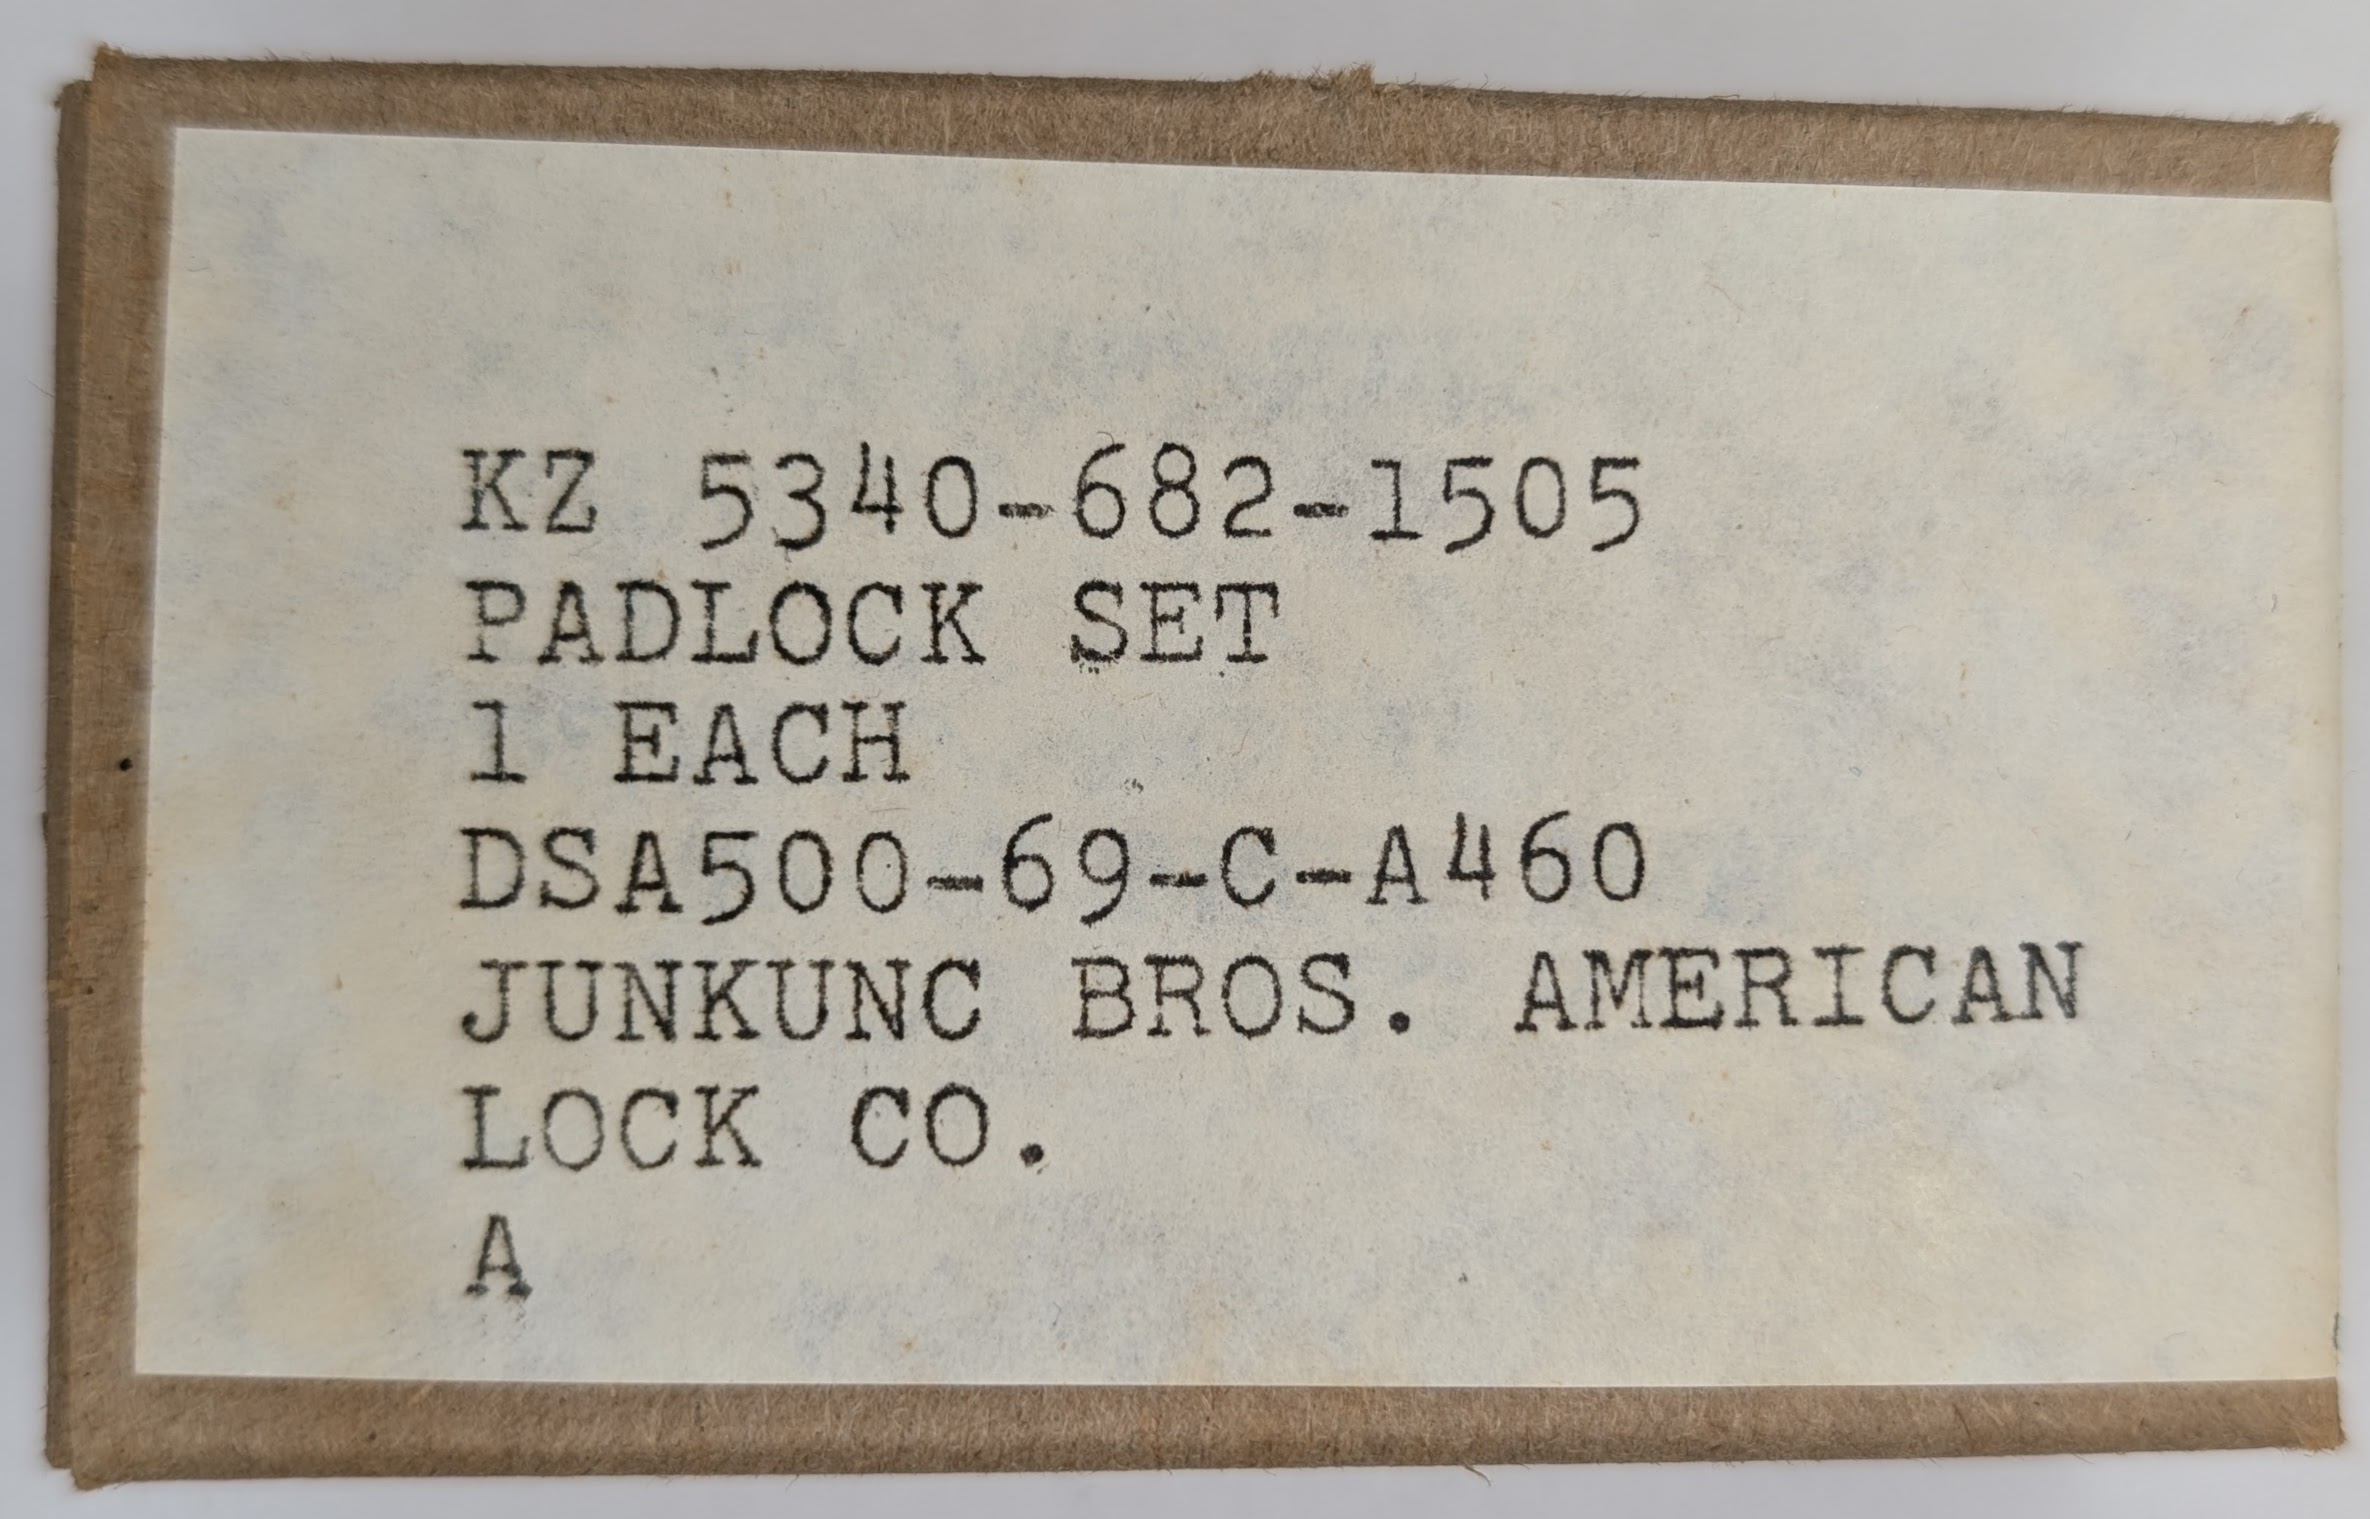 KZ 5340-682-1505
PADLOCK SET
1 EACH
DSA500-69-C-A460
JUNKUNC BROS. AMERICAN
LOCK CO.
A